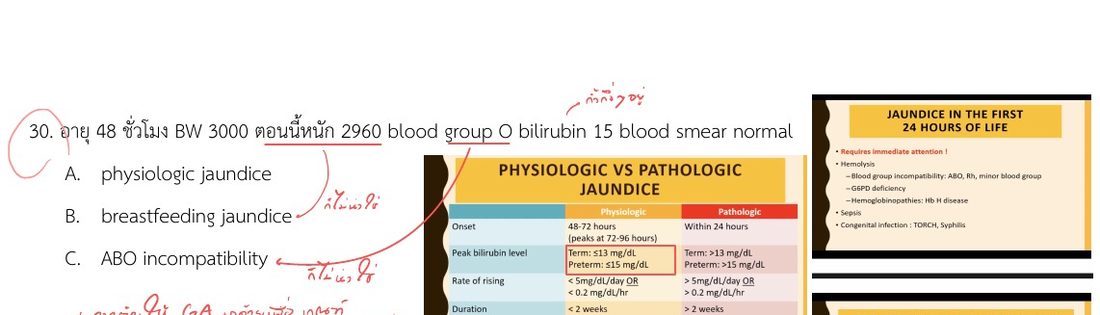 30. อายุ 48 ชั่วโมง BW 3000 ตอนนี้หนัก 2960 blood group O bilirubin 15 blood smear normal
A. physiologic jaundice
B. breastfeeding jaundice
C. ABO incompatibility
PHYSIOLOGIC VS PATHOLOGIC
JAUNDICE
Physiologic Pathologic
Onset 48-72 hours Within 24 hours
(peaks at 72-96 hours)
Peak bilirubin level Term: ≤13 mg/dL Term: >13 mg/dL
Preterm: ≤15 mg/dL Preterm: >15 mg/dL
Rate of rising < 5mg/dL/day OR > 5mg/dL/day OR
< 0.2 mg/dL/hr > 0.2 mg/dL/hr
Duration < 2 weeks > 2 weeks
JAUNDICE IN THE FIRST
24 HOURS OF LIFE
• Requires immediate attention !
• Hemolysis
–Blood group incompatibility: ABO, Rh, minor blood group
–G6PD deficiency
–Hemoglobinopathies: Hb H disease
• Sepsis
• Congenital infection : TORCH, Syphilis